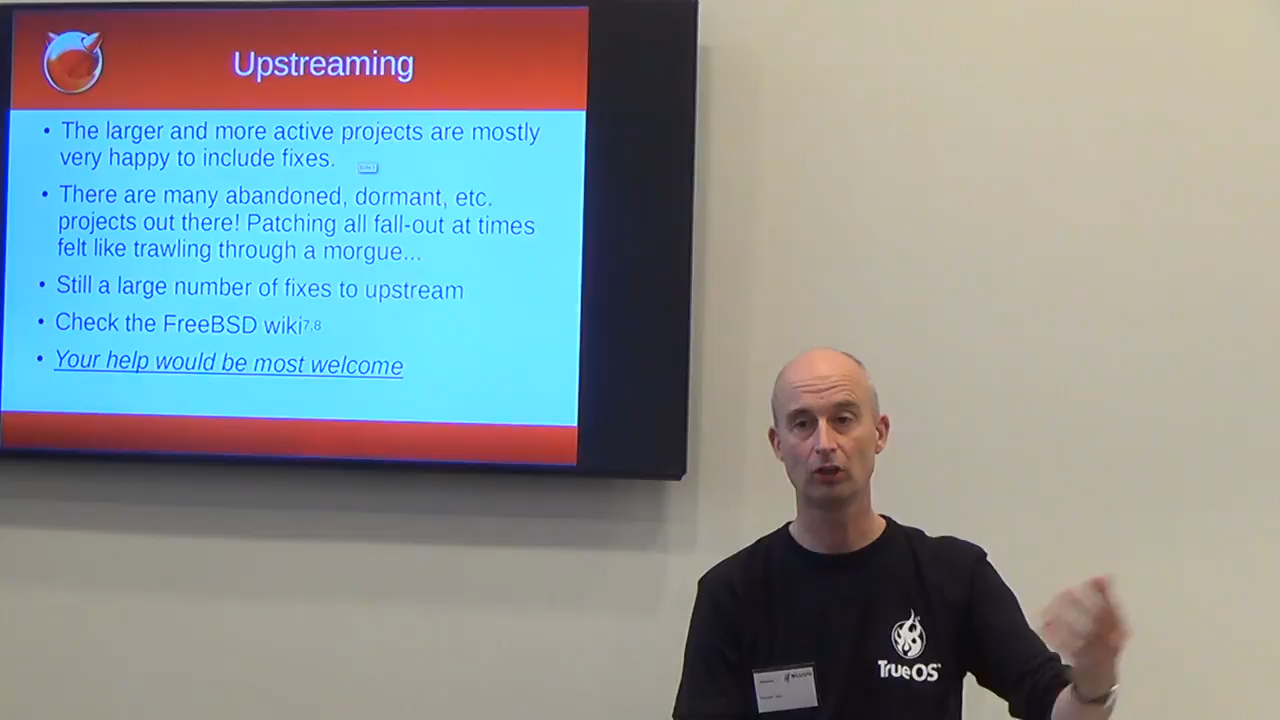 Upstreaming
• The larger and more active projects are mostly
very happy to include fixes.
• There are many abandoned, dormant, etc.
projects out there! Patching all fall-out at times
felt like trawling through a morgue...
• Still a large number of fixes to upstream
• Check the FreeBSD wiki7,8
• Your help would be most welcome
TrueOS